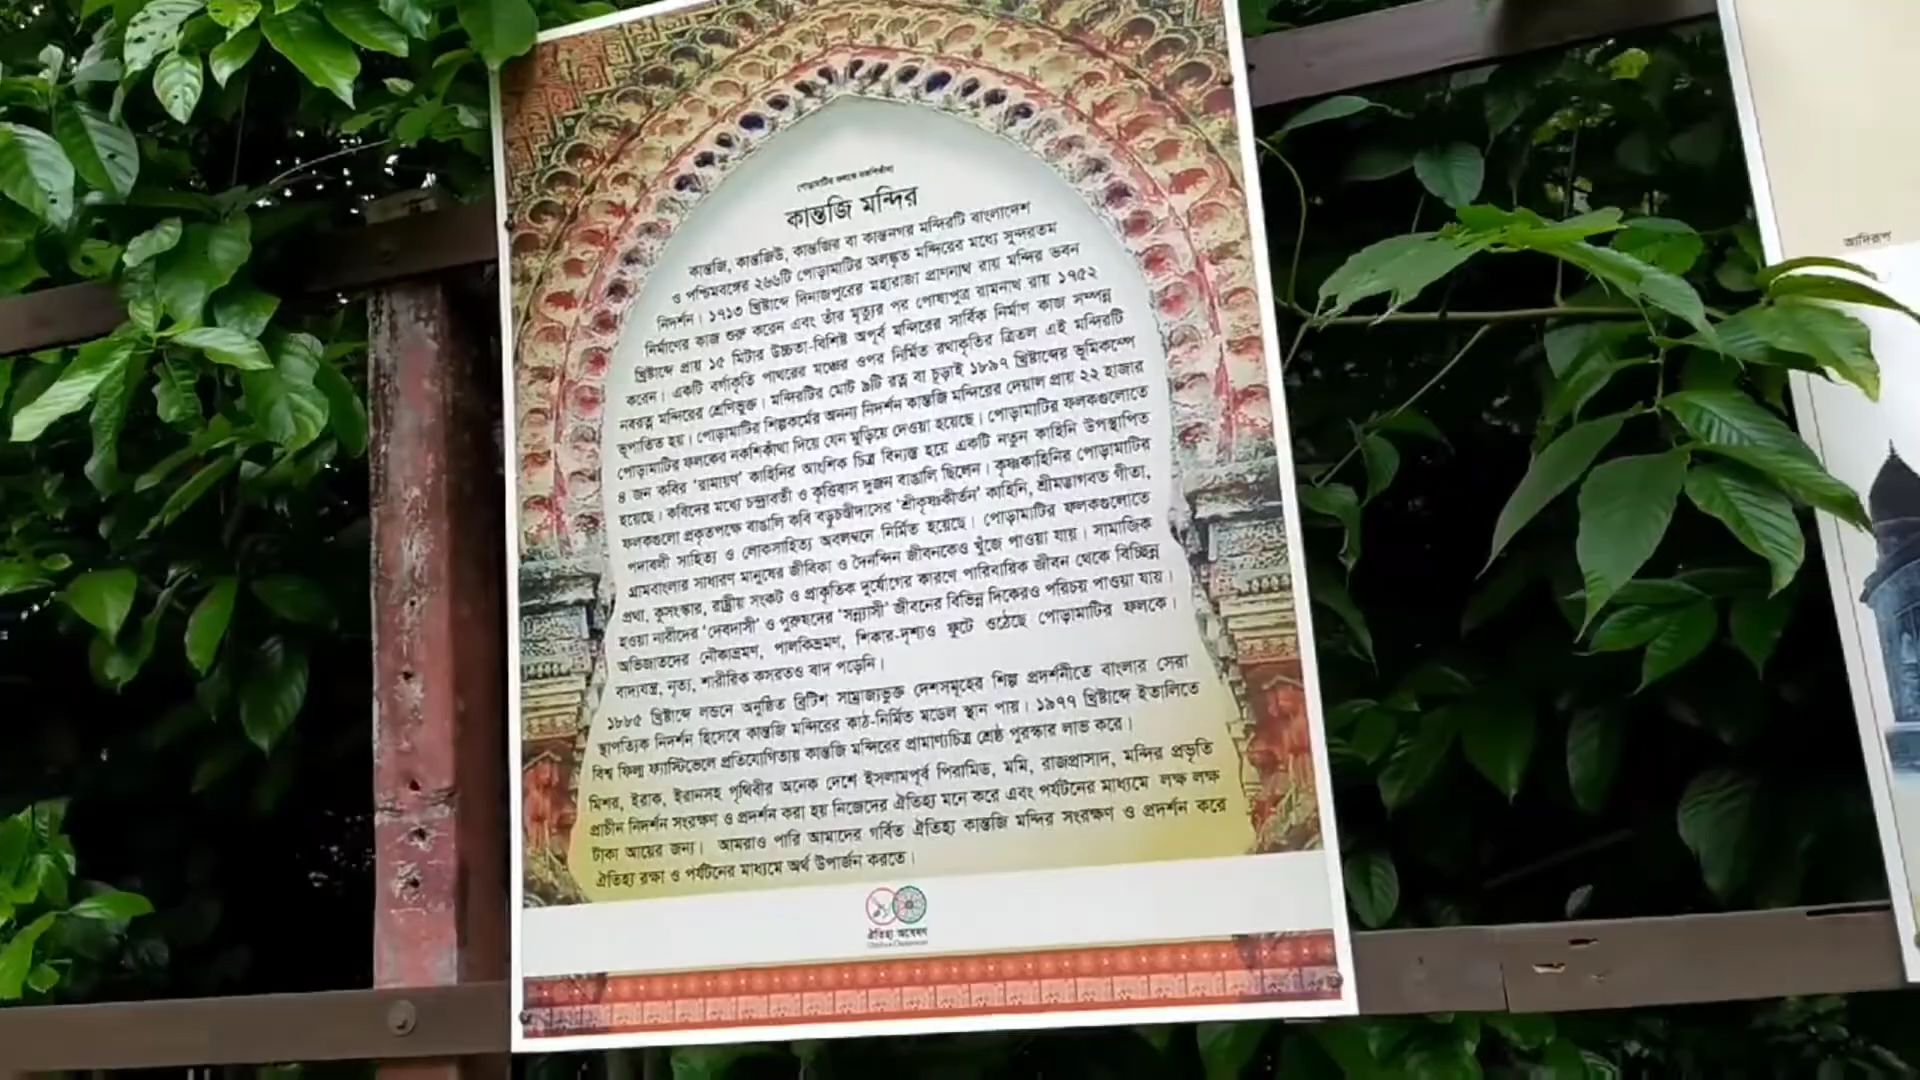 পোড়ামাটির ফলকে নকশিকাঁথা
কান্তজি মন্দির
কান্তজি, কান্তজিউ, কান্তজির বা কান্তনগর মন্দিরটি বাংলাদেশ
ও পশ্চিমবঙ্গের ২৬৬টি পোড়ামাটির অলঙ্কৃত মন্দিরের মধ্যে সুন্দরতম
নিদর্শন। ১৭১৩ খ্রিষ্টাব্দে দিনাজপুরের মহারাজা প্রাণনাথ রায় মন্দির ভবন
নির্মাণের কাজ শুরু করেন এবং তাঁর মৃত্যুর পর পোষ্যপুত্র রামনাথ রায় ১৭৫২
খ্রিষ্টাব্দে প্রায় ১৫ মিটার উচ্চতা-বিশিষ্ট অপূর্ব মন্দিরের সার্বিক নির্মাণ কাজ সম্পন্ন
করেন। একটি বর্গাকৃতি পাথরের মঞ্চের ওপর নির্মিত রথাকৃতির ত্রিতল এই মন্দিরটি
নবরত্ন মন্দিরের শ্রেণিভুক্ত। মন্দিরটির মোট ৯টি রত্ন বা চূড়াই ১৮৯৭ খ্রিষ্টাব্দের ভূমিকম্পে
ভূপাতিত হয়। পোড়ামাটির শিল্পকর্মের অনন্য নিদর্শন কান্তজি মন্দিরের দেয়াল প্রায় ২২ হাজার
পোড়ামাটির ফলকের নকশিকাঁথা দিয়ে যেন মুড়িয়ে দেওয়া হয়েছে। পোড়ামাটির ফলকগুলোতে
৪ জন কবির ‘রামায়ণ’ কাহিনির আংশিক চিত্র বিন্যস্ত হয়ে একটি নতুন কাহিনি উপস্থাপিত
হয়েছে। কবিদের মধ্যে চন্দ্রাবতী ও কৃত্তিবাস দুজন বাঙালি ছিলেন। কৃষ্ণকাহিনির পোড়ামাটির
ফলকগুলো প্রকৃতপক্ষে বাঙালি কবি বড়ুচণ্ডীদাসের ‘শ্রীকৃষ্ণকীর্তন’ কাহিনি, শ্রীমদ্ভাগবত গীতা,
পদাবলী সাহিত্য ও লোকসাহিত্য অবলম্বনে নির্মিত হয়েছে। পোড়ামাটির ফলকগুলোতে
গ্রামবাংলার সাধারণ মানুষের জীবিকা ও দৈনন্দিন জীবনকেও খুঁজে পাওয়া যায়। সামাজিক
প্রথা, কুসংস্কার, রাষ্ট্রীয় সংকট ও প্রাকৃতিক দুর্যোগের কারণে পারিবারিক জীবন থেকে বিচ্ছিন্ন
হওয়া নারীদের ‘দেবদাসী’ ও পুরুষদের ‘সন্ন্যাসী’ জীবনের বিভিন্ন দিকেরও পরিচয় পাওয়া যায়।
অভিজাতদের নৌকাভ্রমণ, পালকিভ্রমণ, শিকার-দৃশ্যও ফুটে ওঠেছে পোড়ামাটির ফলকে।
বাদ্যযন্ত্র, নৃত্য, শারীরিক কসরতও বাদ পড়েনি।
১৮৮৫ খ্রিষ্টাব্দে লন্ডনে অনুষ্ঠিত ব্রিটিশ সাম্রাজ্যভুক্ত দেশসমূহের শিল্প প্রদর্শনীতে বাংলার সেরা
স্থাপত্যিক নিদর্শন হিসেবে কান্তজি মন্দিরের কাঠ-নির্মিত মডেল স্থান পায়। ১৯৭৭ খ্রিষ্টাব্দে ইতালিতে
বিশ্ব ফিল্ম ফ্যাস্টিভেলে প্রতিযোগিতায় কান্তজি মন্দিরের প্রামাণ্যচিত্র শ্রেষ্ঠ পুরস্কার লাভ করে।
মিশর, ইরাক, ইরানসহ পৃথিবীর অনেক দেশে ইসলামপূর্ব পিরামিড, মমি, রাজপ্রাসাদ, মন্দির প্রভৃতি
প্রাচীন নিদর্শন সংরক্ষণ ও প্রদর্শন করা হয় নিজেদের ঐতিহ্য মনে করে এবং পর্যটনের মাধ্যমে লক্ষ লক্ষ
টাকা আয়ের জন্য। আমরাও পারি আমাদের গর্বিত ঐতিহ্য কান্তজি মন্দির সংরক্ষণ ও প্রদর্শন করে
ঐতিহ্য রক্ষা ও পর্যটনের মাধ্যমে অর্থ উপার্জন করতে।
ঐতিহ্য অন্বেষণ
আদিরূপ